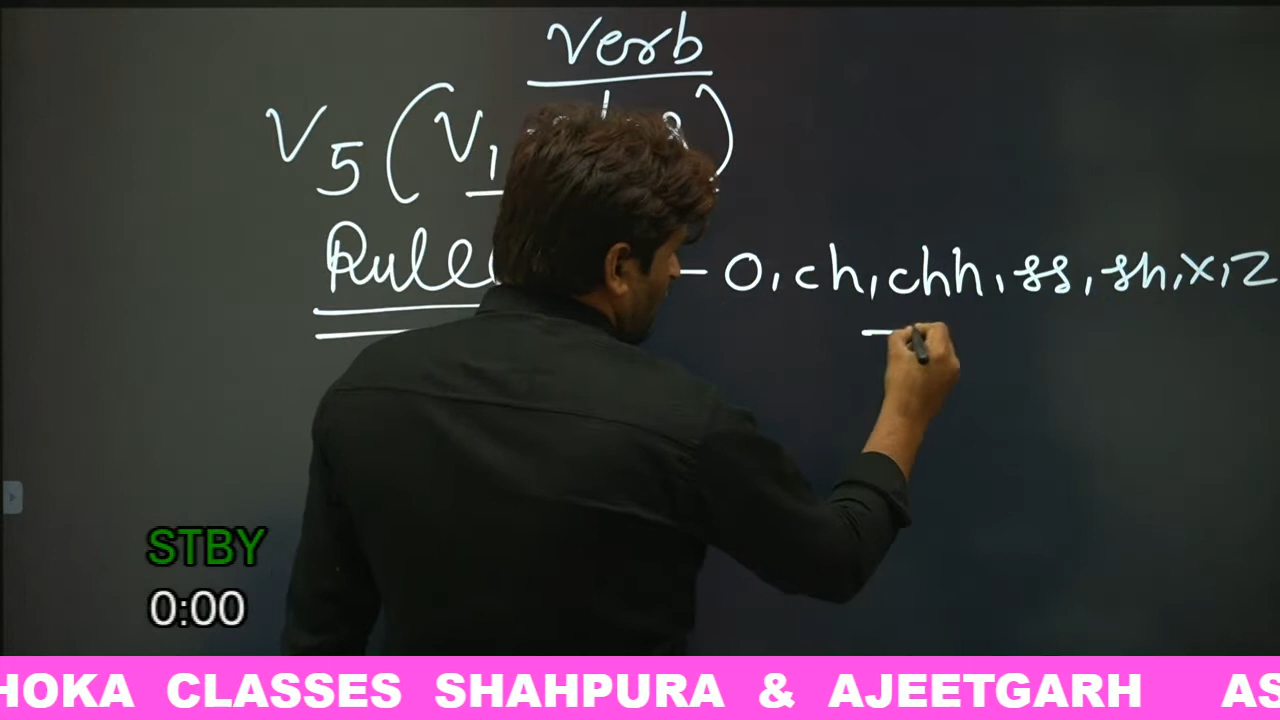 Verb
V5 (V1 )
Rule - o, ch, chh, ss, sh, x, z
STBY
0:00
HOKA CLASSES SHAHPURA & AJEETGARH AS